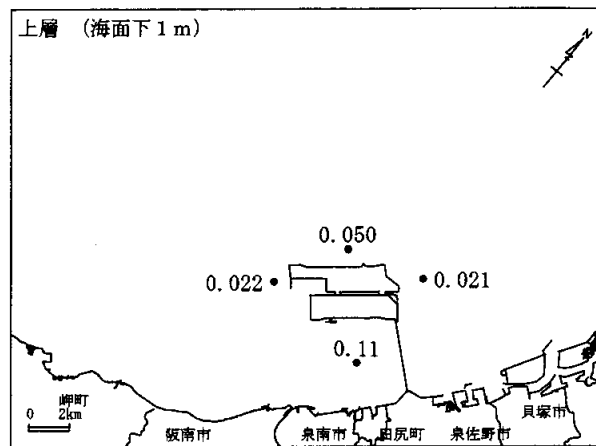 上層 (海面下1m)
N
0.050
0.022
0.021
0.11
岬町
0 2km
阪南市
泉南市
田尻町
泉佐野市
貝塚市